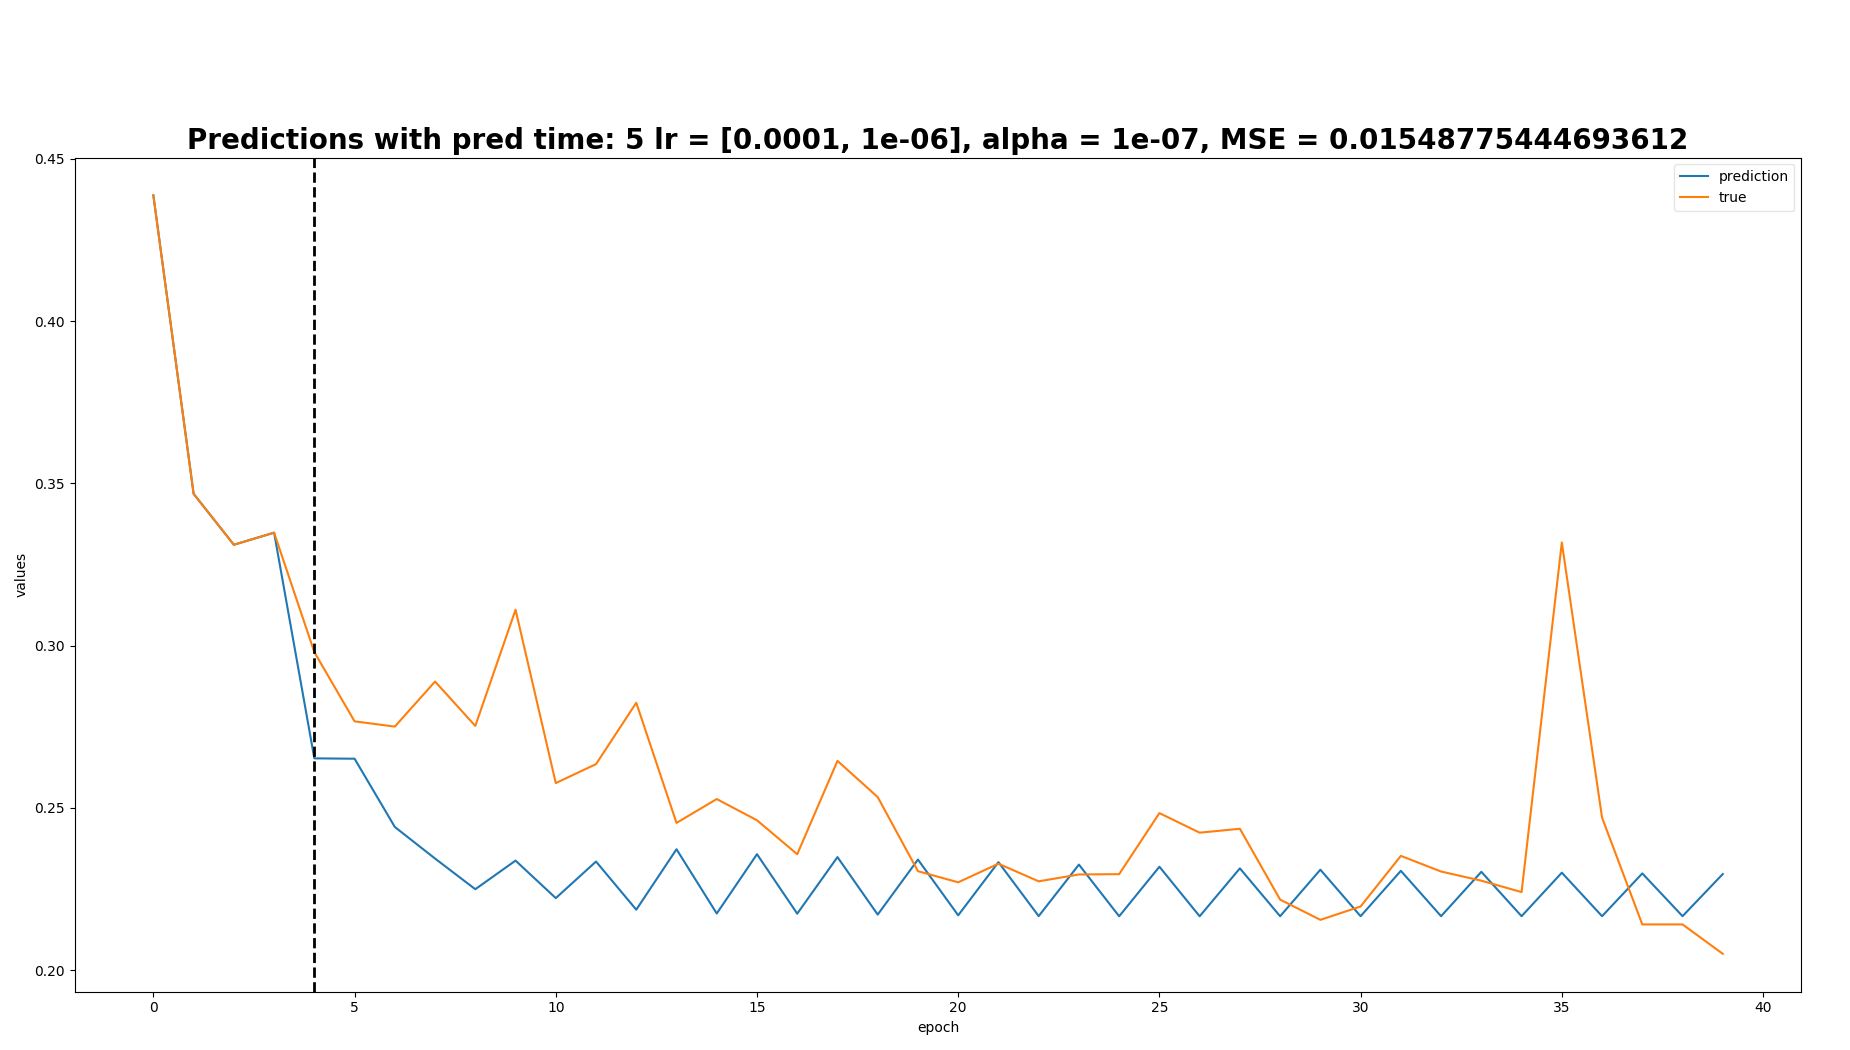 Predictions with pred time: 5 lr = [0.0001, 1e-06], alpha = 1e-07, MSE = 0.01548775444693612
prediction
true
0.45
0.40
0.35
0.30
0.25
0.20
values
0 5 10 15 20 25 30 35 40
epoch